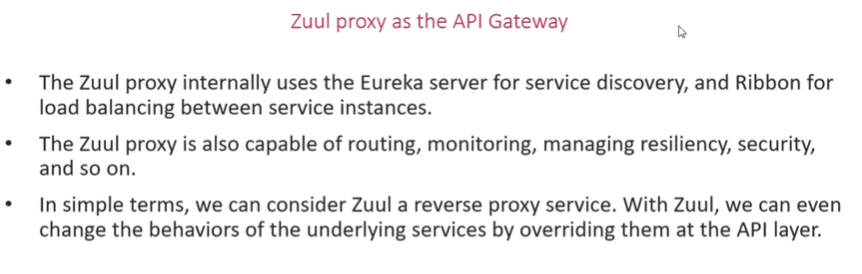 Zuul proxy as the API Gateway
• The Zuul proxy internally uses the Eureka server for service discovery, and Ribbon for
load balancing between service instances.
• The Zuul proxy is also capable of routing, monitoring, managing resiliency, security,
and so on.
• In simple terms, we can consider Zuul a reverse proxy service. With Zuul, we can even
change the behaviors of the underlying services by overriding them at the API layer.